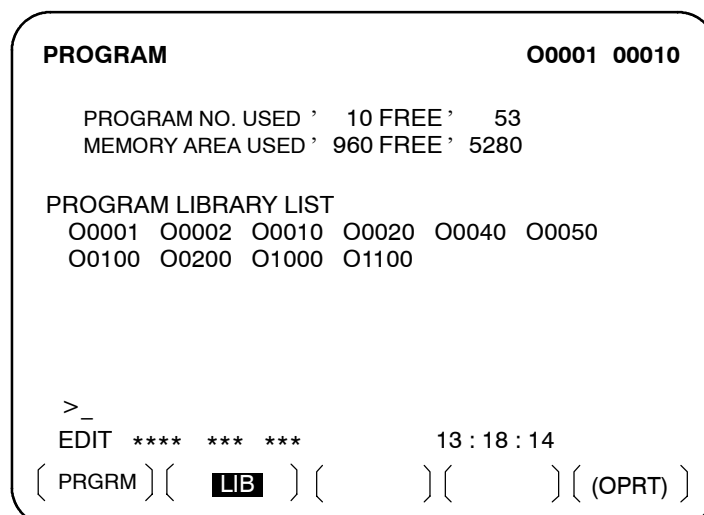 PROGRAM O0001 00010
PROGRAM NO. USED ’ 10 FREE ’ 53
MEMORY AREA USED ’ 960 FREE ’ 5280
PROGRAM LIBRARY LIST
O0001 O0002 O0010 O0020 O0040 O0050
O0100 O0200 O1000 O1100
>_
EDIT **** *** *** 13 : 18 : 14
PRGRM LIB (OPRT)